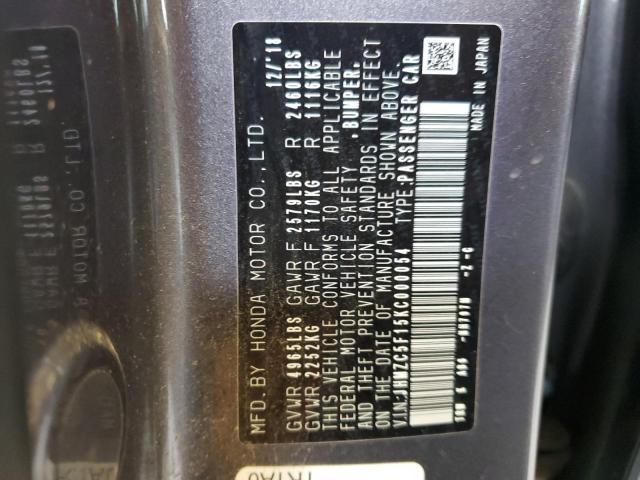 MFD. BY HONDA MOTOR CO., LTD. 12/'18
GVWR 4965LBS GAWR F 2579LBS R 2460LBS
GVWR 2252KG GAWR F 1170KG R 1116KG
THIS VEHICLE CONFORMS TO ALL APPLICABLE
FEDERAL MOTOR VEHICLE SAFETY ,BUMPER,
AND THEFT PREVENTION STANDARDS IN EFFECT
ON THE DATE OF MANUFACTURE SHOWN ABOVE.
V.I.N: TYPE:PASSENGER CAR
MADE IN JAPAN